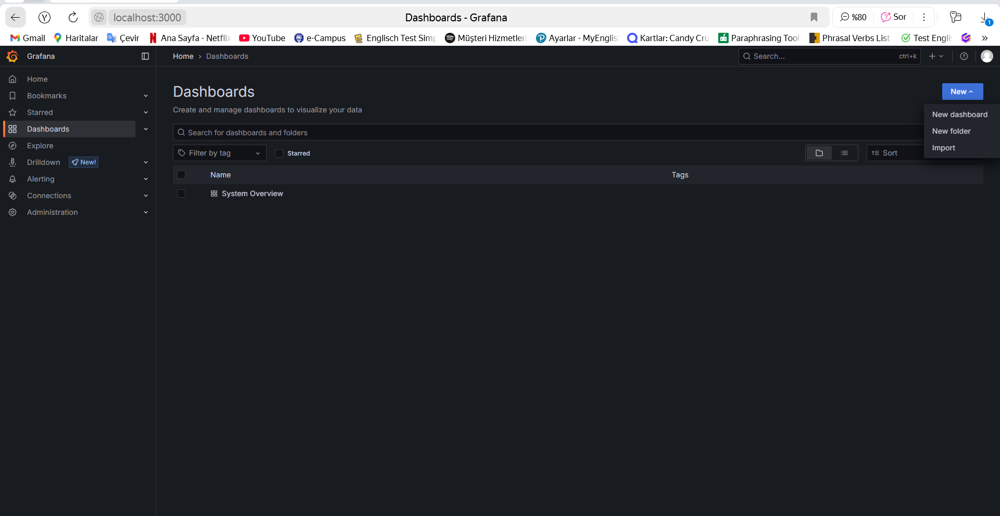 localhost:3000
Dashboards - Grafana
%80
Sor
1
Gmail
Haritalar
Çevir
Ana Sayfa - Netflix
YouTube
e-Campus
Englisch Test Simp
Müşteri Hizmetleri
Ayarlar - MyEnglis
Kartlar: Candy Cru
Paraphrasing Tool
Phrasal Verbs List
Test Englis
»
Grafana
Home › Dashboards
Search...
ctrl+k
Home
Bookmarks
Starred
Dashboards
Explore
Drilldown
New!
Alerting
Connections
Administration
Dashboards
Create and manage dashboards to visualize your data
New
New dashboard
New folder
Import
Search for dashboards and folders
Filter by tag
Starred
Sort
Name
Tags
System Overview